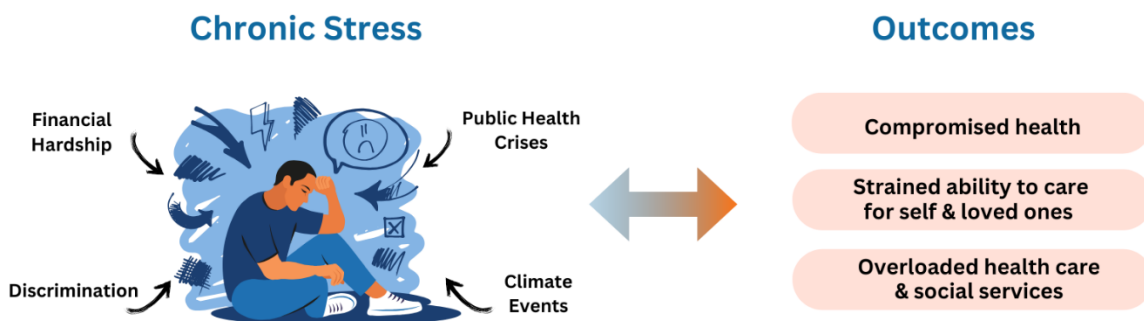 Chronic Stress
Outcomes
Financial
Hardship
Public Health
Crises
Discrimination
Climate
Events
Compromised health
Strained ability to care
for self & loved ones
Overloaded health care
& social services